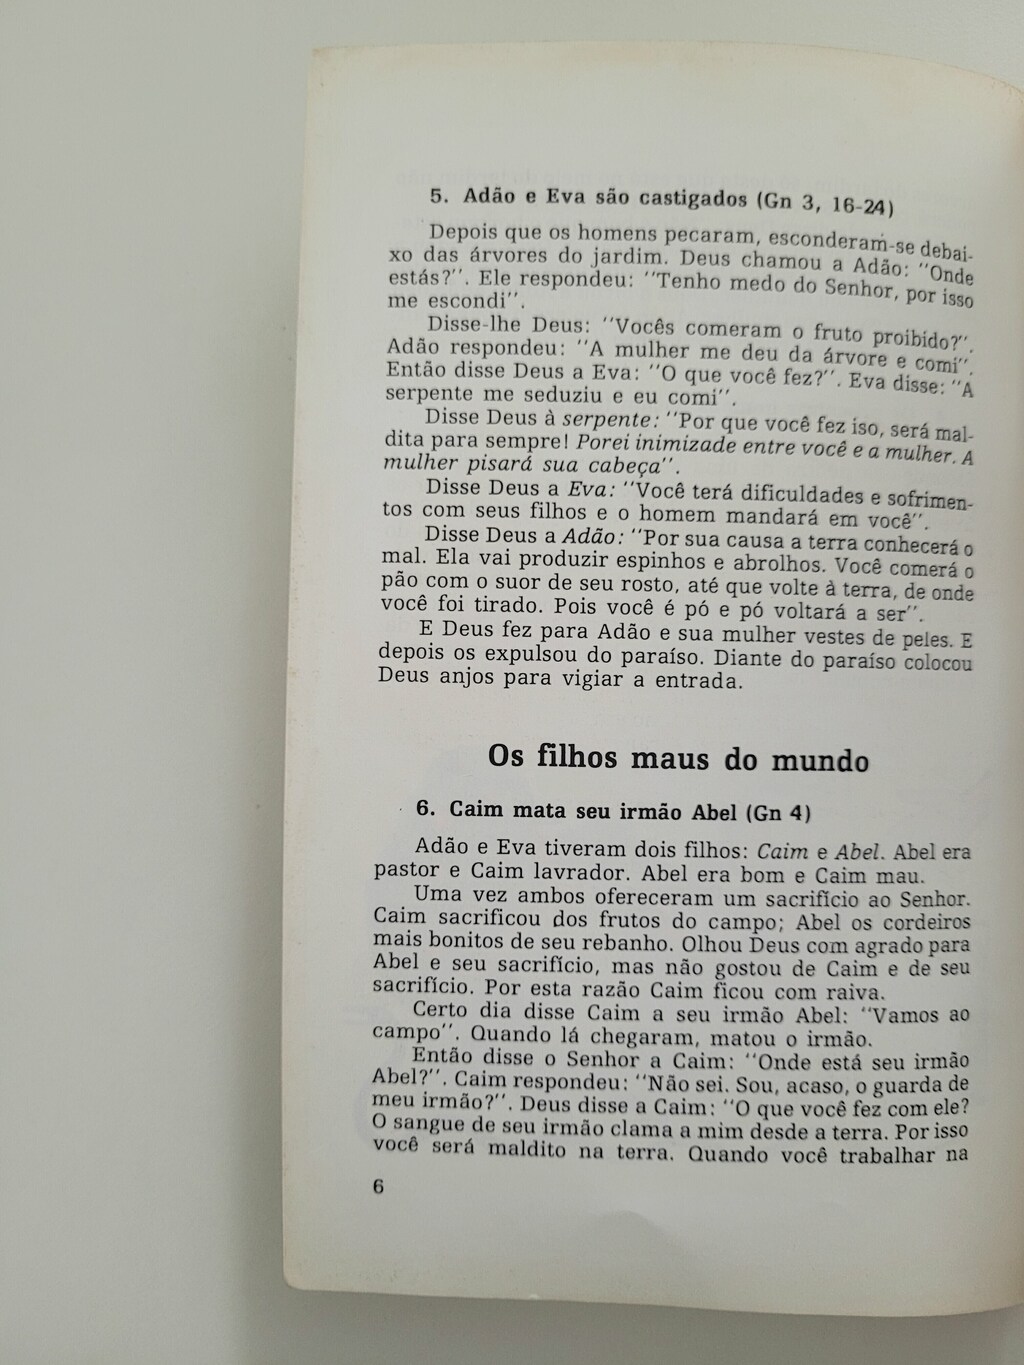 5. Adão e Eva são castigados (Gn 3, 16-24)
Depois que os homens pecaram, esconderam-se debai-
xo das árvores do jardim. Deus chamou a Adão: "Onde
estás?". Ele respondeu: "Tenho medo do Senhor, por isso
me escondi".
Disse-lhe Deus: "Vocês comeram o fruto proibido?".
Adão respondeu: "A mulher me deu da árvore e comi".
Então disse Deus a Eva: "O que você fez?". Eva disse: "A
serpente me seduziu e eu comi".
Disse Deus à serpente: "Por que você fez iso, será mal-
dita para sempre! Porei inimizade entre você e a mulher. A
mulher pisará sua cabeça".
Disse Deus a Eva: "Você terá dificuldades e sofrimen-
tos com seus filhos e o homem mandará em você".
Disse Deus a Adão: "Por sua causa a terra conhecerá o
mal. Ela vai produzir espinhos e abrolhos. Você comerá o
pão com o suor de seu rosto, até que volte à terra, de onde
você foi tirado. Pois você é pó e pó voltará a ser".
E Deus fez para Adão e sua mulher vestes de peles. E
depois os expulsou do paraíso. Diante do paraíso colocou
Deus anjos para vigiar a entrada.
Os filhos maus do mundo
6. Caim mata seu irmão Abel (Gn 4)
Adão e Eva tiveram dois filhos: Caim e Abel. Abel era
pastor e Caim lavrador. Abel era bom e Caim mau.
Uma vez ambos ofereceram um sacrifício ao Senhor.
Caim sacrificou dos frutos do campo; Abel os cordeiros
mais bonitos de seu rebanho. Olhou Deus com agrado para
Abel e seu sacrifício, mas não gostou de Caim e de seu
sacrifício. Por esta razão Caim ficou com raiva.
Certo dia disse Caim a seu irmão Abel: "Vamos ao
campo". Quando lá chegaram, matou o irmão.
Então disse o Senhor a Caim: "Onde está seu irmão
Abel?". Caim respondeu: "Não sei. Sou, acaso, o guarda de
meu irmão?". Deus disse a Caim: "O que você fez com ele?
O sangue de seu irmão clama a mim desde a terra. Por isso
você será maldito na terra. Quando você trabalhar na
6